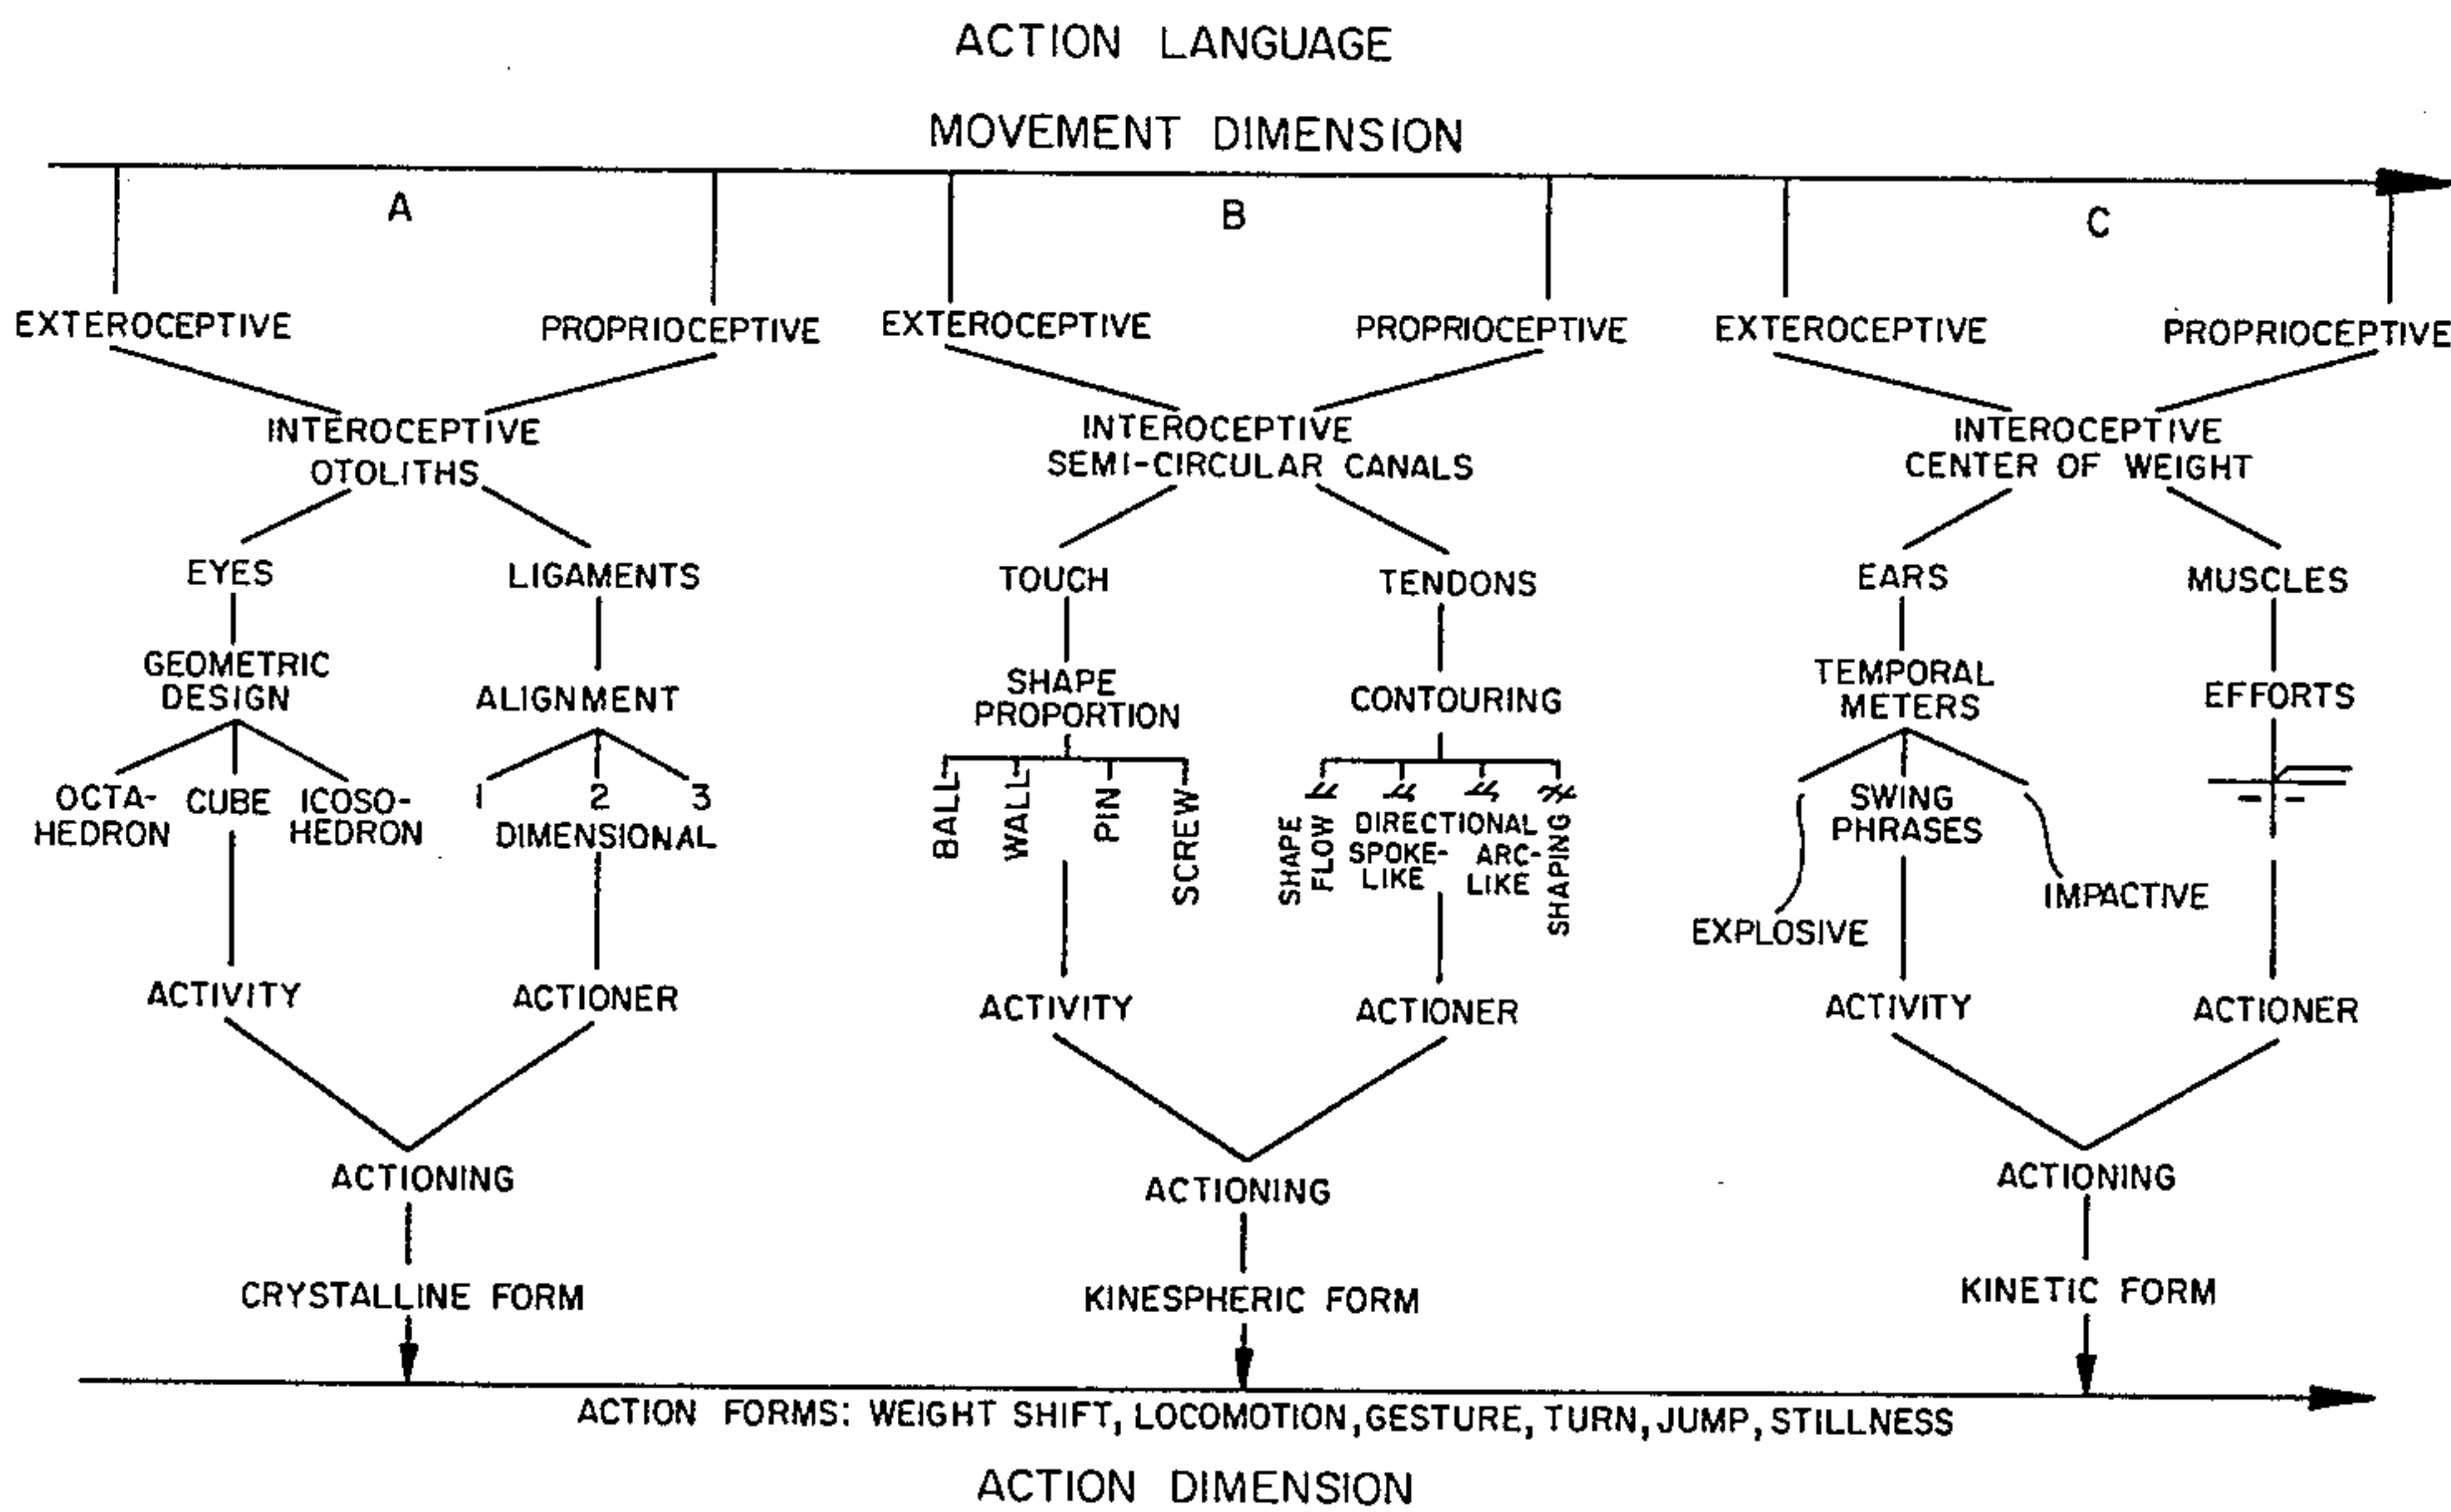 ACTION LANGUAGE
MOVEMENT DIMENSION
A
B
C
EXTEROCEPTIVE
PROPRIOCEPTIVE
EXTEROCEPTIVE
PROPRIOCEPTIVE
EXTEROCEPTIVE
PROPRIOCEPTIVE
INTEROCEPTIVE
OTOLITHS
INTEROCEPTIVE
SEMI-CIRCULAR CANALS
INTEROCEPTIVE
CENTER OF WEIGHT
EYES
LIGAMENTS
TOUCH
TENDONS
EARS
MUSCLES
GEOMETRIC
DESIGN
ALIGNMENT
SHAPE
PROPORTION
CONTOURING
TEMPORAL
METERS
EFFORTS
OCTA-
HEDRON
CUBE
ICOSO-
HEDRON
1 2 3
DIMENSIONAL
BALL
WALL
PIN
SCREW
SHAPE
FLOW
DIRECTIONAL
SPOKE-
LIKE
ARC-
LIKE
SHAPING
SWING
PHRASES
EXPLOSIVE
IMPACTIVE
ACTIVITY
ACTIONER
ACTIVITY
ACTIONER
ACTIVITY
ACTIONER
ACTIONING
ACTIONING
ACTIONING
CRYSTALLINE FORM
KINESPHERIC FORM
KINETIC FORM
ACTION FORMS: WEIGHT SHIFT, LOCOMOTION, GESTURE, TURN, JUMP, STILLNESS
ACTION DIMENSION